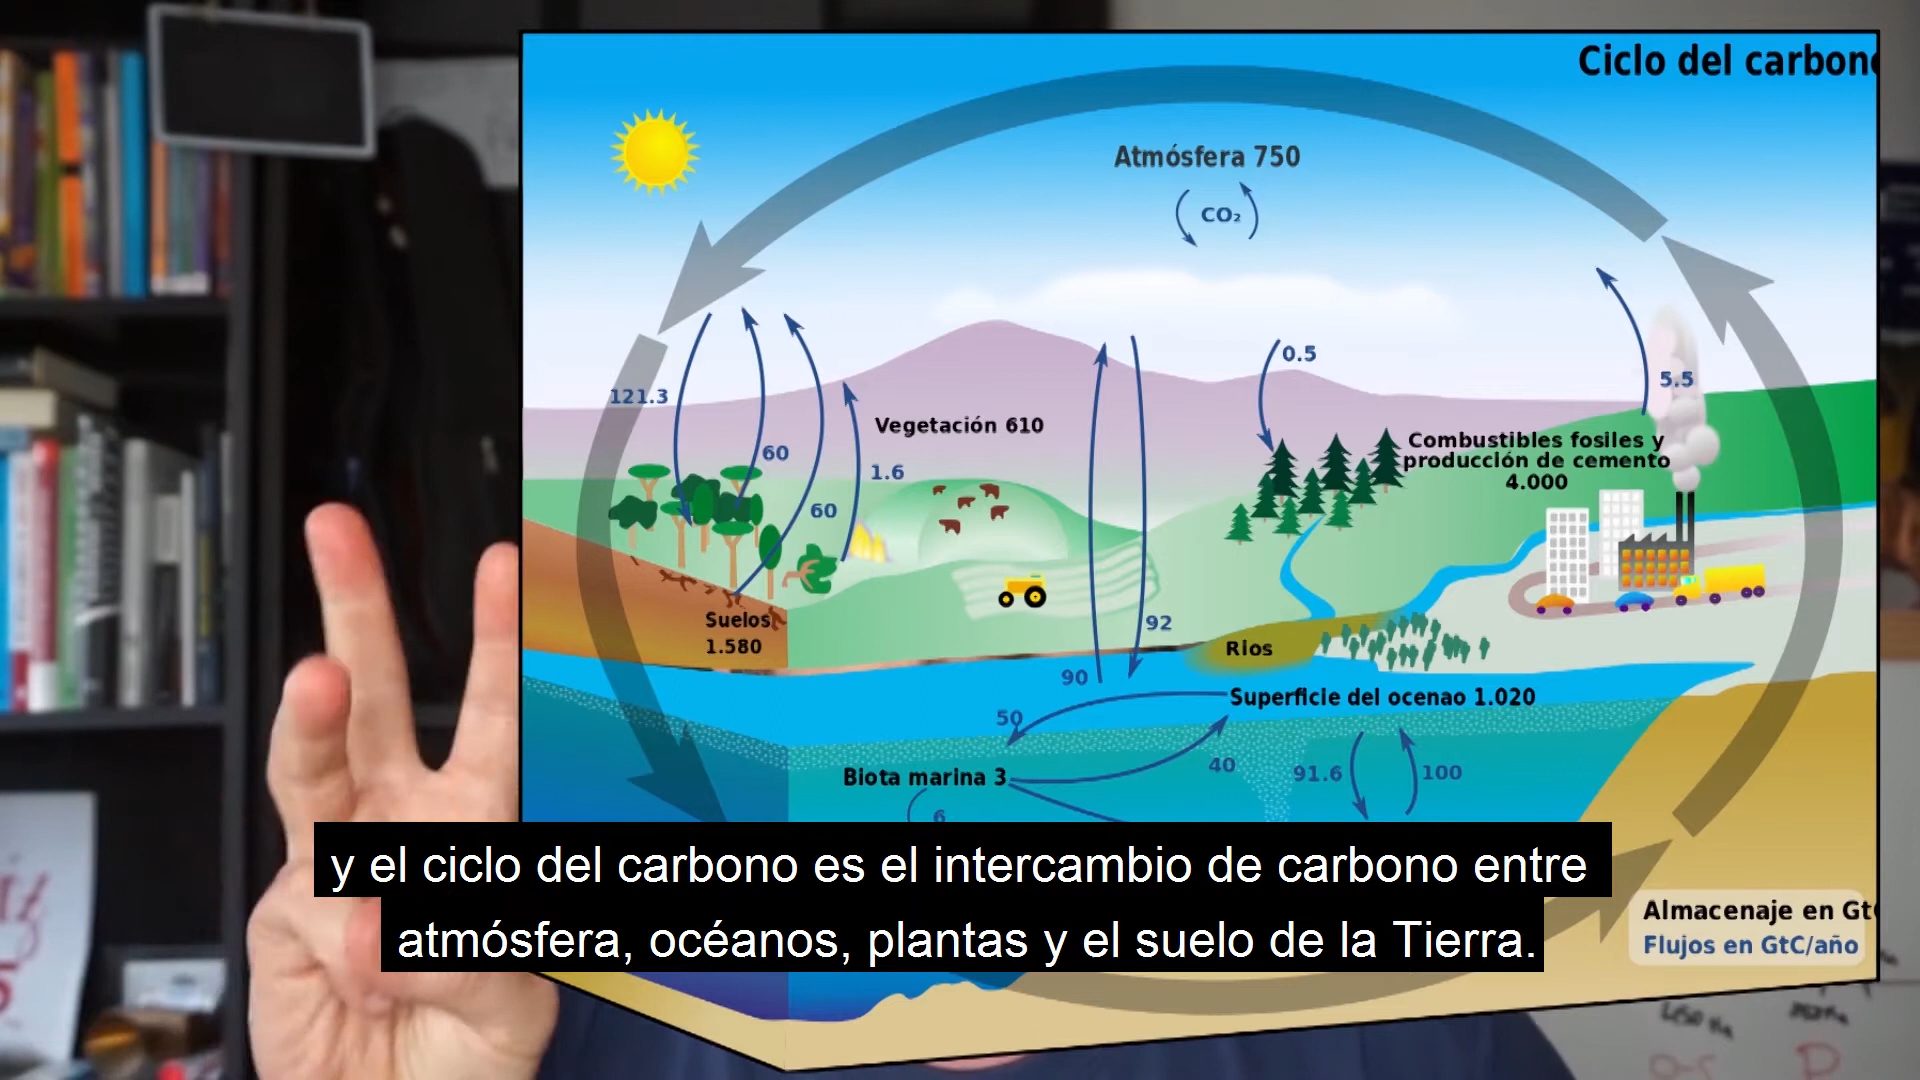 Ciclo del carbono
Atmósfera 750
CO₂
0.5
5.5
121.3
Vegetación 610
60
1.6
60
Combustibles fosiles y
producción de cemento
4.000
Suelos
1.580
92
Rios
90
Superficie del ocenao 1.020
50
40
91.6
100
Biota marina 3
6
y el ciclo del carbono es el intercambio de carbono entre
atmósfera, océanos, plantas y el suelo de la Tierra.
Almacenaje en Gt
Flujos en GtC/año